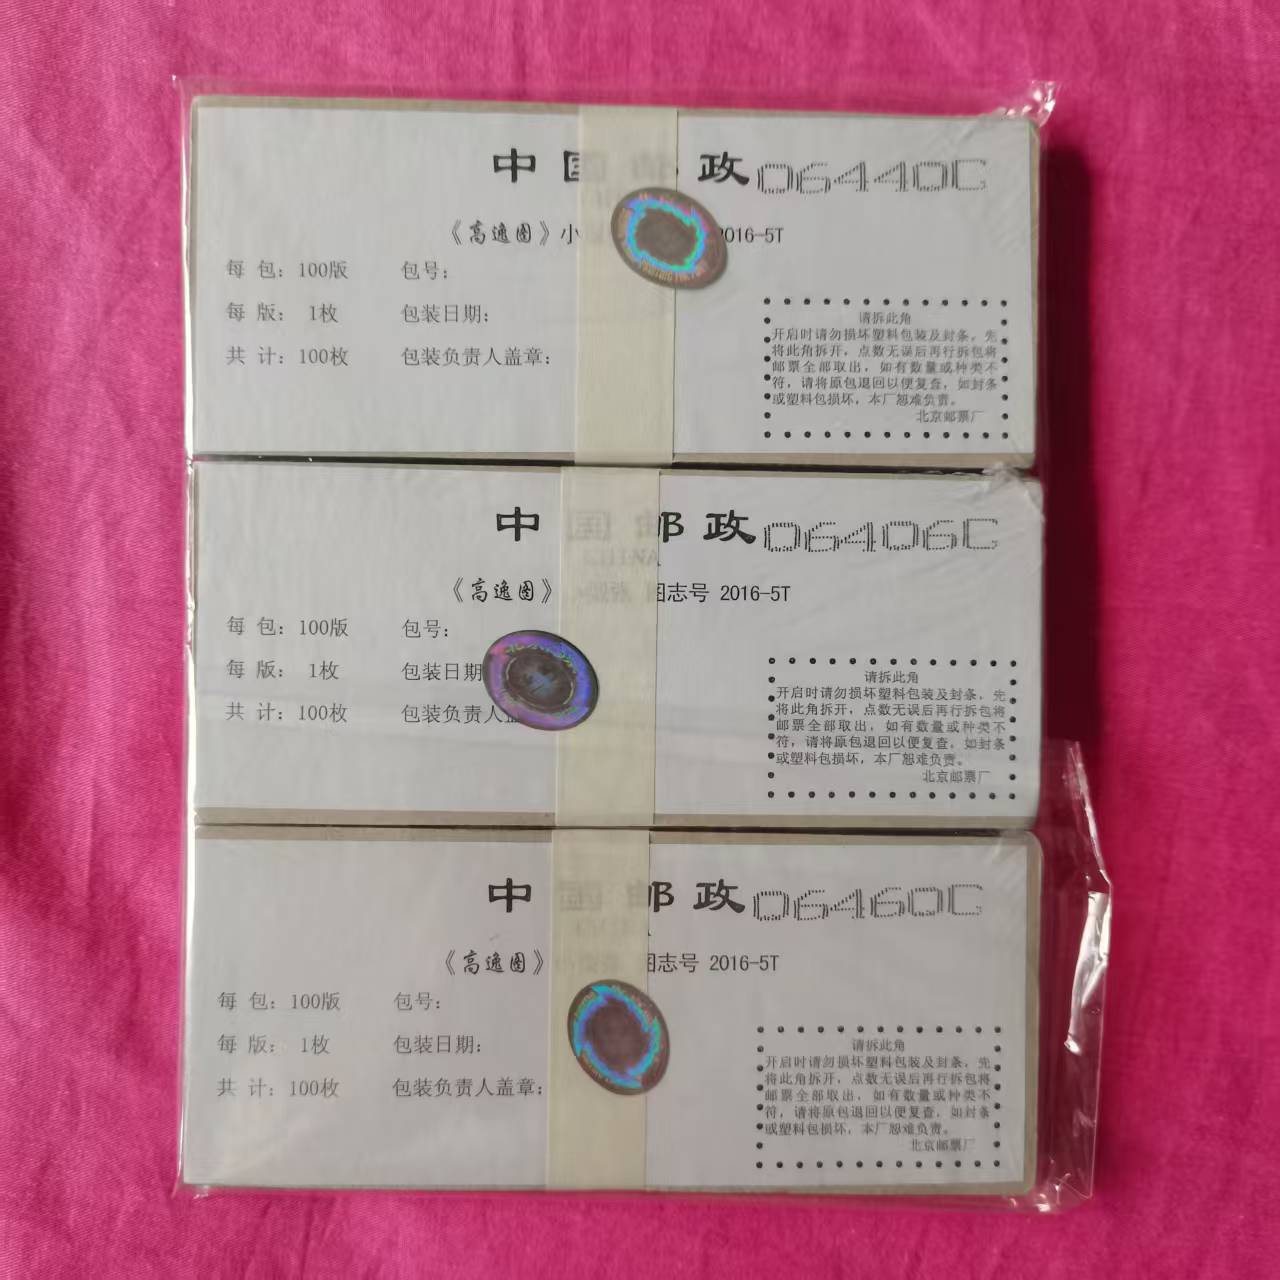 中 国 政 06440C
《高逸图》小 2016-5T
每 包: 100版 包号:
每 版: 1枚 包装日期:
共 计: 100枚 包装负责人盖章:
请拆此角
开启时请勿损坏塑料包装及封条, 先
将此角拆开, 点数无误后再行拆包将
邮票全部取出, 如有数量或种类不
符, 请将原包退回以便复查, 如封条
或塑料包损坏, 本厂恕难负责。
北京邮票厂
中 邮 政 06406C
《高逸图》 图志号 2016-5T
每 包: 100版 包号:
每 版: 1枚 包装日期
共 计: 100枚 包装负责人盖
请拆此角
开启时请勿损坏塑料包装及封条, 先
将此角拆开, 点数无误后再行拆包将
邮票全部取出, 如有数量或种类不
符, 请将原包退回以便复查, 如封条
或塑料包损坏, 本厂恕难负责。
北京邮票厂
中 邮 政 06460C
《高逸图》 图志号 2016-5T
每 包: 100版 包号:
每 版: 1枚 包装日期:
共 计: 100枚 包装负责人盖章:
请拆此角
开启时请勿损坏塑料包装及封条, 先
将此角拆开, 点数无误后再行拆包将
邮票全部取出, 如有数量或种类不
符, 请将原包退回以便复查, 如封条
或塑料包损坏, 本厂恕难负责。
北京邮票厂